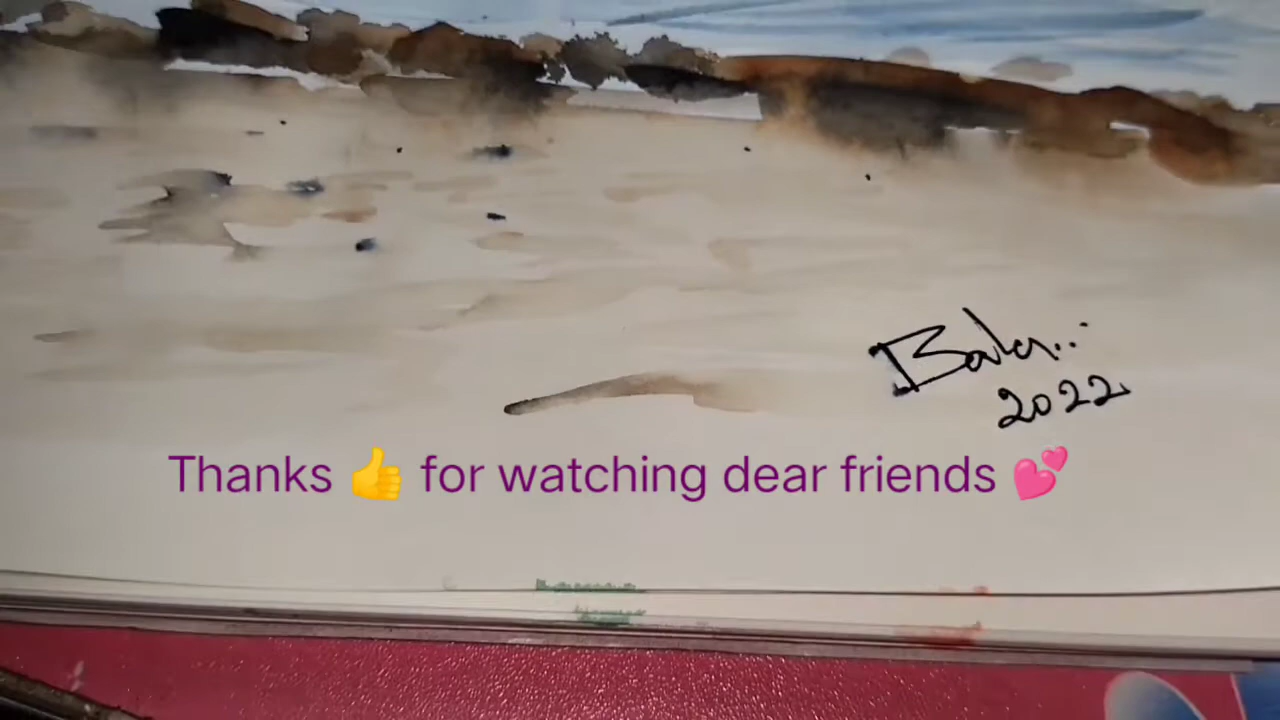 Bala..:
2022
Thanks 👍 for watching dear friends 💕